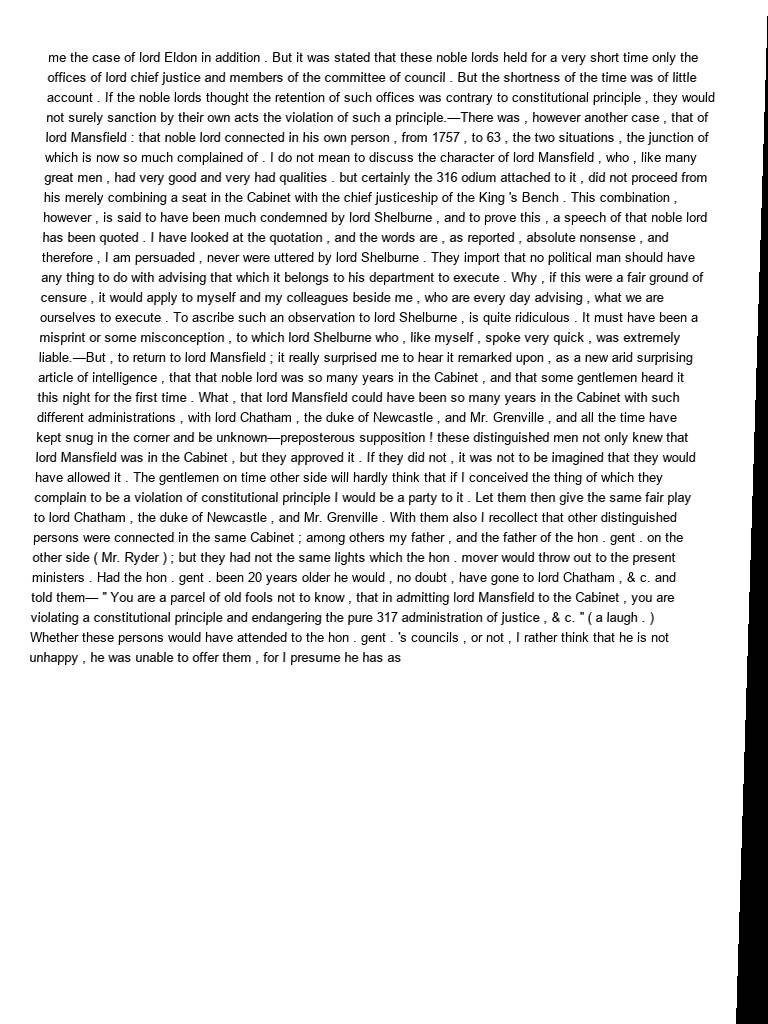 me the case of lord Eldon in addition . But it was stated that these noble lords held for a very short time only the
offices of lord chief justice and members of the committee of council . But the shortness of the time was of little
account . If the noble lords thought the retention of such offices was contrary to constitutional principle , they would
not surely sanction by their own acts the violation of such a principle.—There was , however another case , that of
lord Mansfield : that noble lord connected in his own person , from 1757 , to 63 , the two situations , the junction of
which is now so much complained of . I do not mean to discuss the character of lord Mansfield , who , like many
great men , had very good and very had qualities . but certainly the 316 odium attached to it , did not proceed from
his merely combining a seat in the Cabinet with the chief justiceship of the King 's Bench . This combination ,
however , is said to have been much condemned by lord Shelburne , and to prove this , a speech of that noble lord
has been quoted . I have looked at the quotation , and the words are , as reported , absolute nonsense , and
therefore , I am persuaded , never were uttered by lord Shelburne . They import that no political man should have
any thing to do with advising that which it belongs to his department to execute . Why , if this were a fair ground of
censure , it would apply to myself and my colleagues beside me , who are every day advising , what we are
ourselves to execute . To ascribe such an observation to lord Shelburne , is quite ridiculous . It must have been a
misprint or some misconception , to which lord Shelburne who , like myself , spoke very quick , was extremely
liable.—But , to return to lord Mansfield ; it really surprised me to hear it remarked upon , as a new arid surprising
article of intelligence , that that noble lord was so many years in the Cabinet , and that some gentlemen heard it
this night for the first time . What , that lord Mansfield could have been so many years in the Cabinet with such
different administrations , with lord Chatham , the duke of Newcastle , and Mr. Grenville , and all the time have
kept snug in the corner and be unknown—preposterous supposition ! these distinguished men not only knew that
lord Mansfield was in the Cabinet , but they approved it . If they did not , it was not to be imagined that they would
have allowed it . The gentlemen on time other side will hardly think that if I conceived the thing of which they
complain to be a violation of constitutional principle I would be a party to it . Let them then give the same fair play
to lord Chatham , the duke of Newcastle , and Mr. Grenville . With them also I recollect that other distinguished
persons were connected in the same Cabinet ; among others my father , and the father of the hon . gent . on the
other side ( Mr. Ryder ) ; but they had not the same lights which the hon . mover would throw out to the present
ministers . Had the hon . gent . been 20 years older he would , no doubt , have gone to lord Chatham , & c. and
told them— " You are a parcel of old fools not to know , that in admitting lord Mansfield to the Cabinet , you are
violating a constitutional principle and endangering the pure 317 administration of justice , & c. " ( a laugh . )
Whether these persons would have attended to the hon . gent . 's councils , or not , I rather think that he is not
unhappy , he was unable to offer them , for I presume he has as